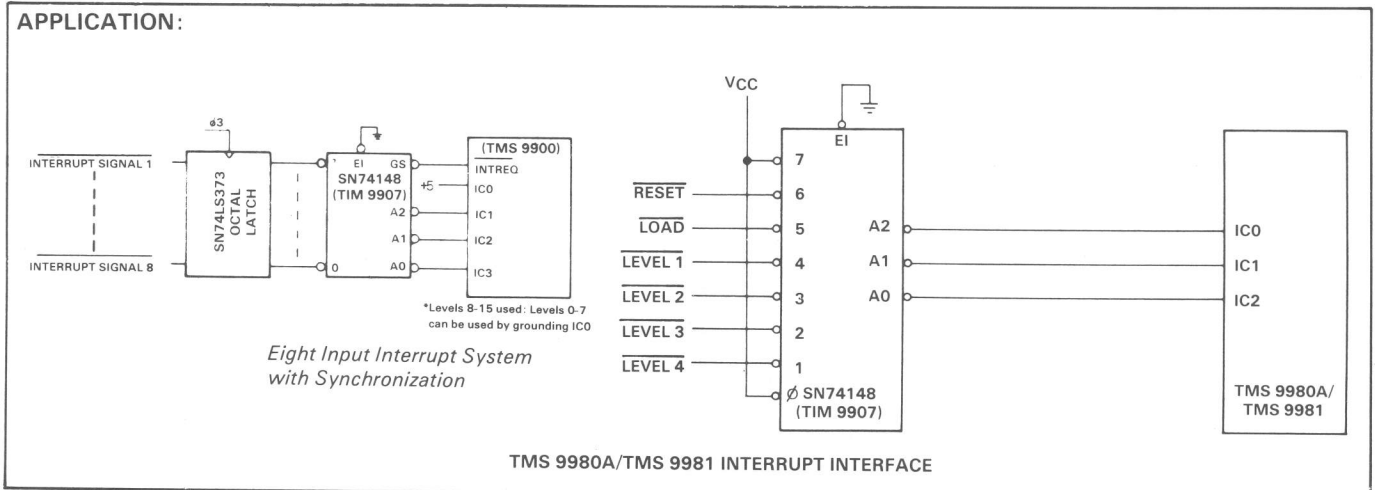 APPLICATION:
ø3
INTERRUPT SIGNAL 1
INTERRUPT SIGNAL 8
SN74LS373
OCTAL
LATCH
EI GS
SN74148
(TIM 9907)
A2
A1
0 A0
(TMS 9900)
INTREQ
+5 IC0
IC1
IC2
IC3
*Levels 8-15 used: Levels 0-7
can be used by grounding IC0
Eight Input Interrupt System
with Synchronization
VCC
EI
7
RESET 6
LOAD 5 A2 IC0
LEVEL 1 4 A1 IC1
LEVEL 2 3 A0 IC2
LEVEL 3 2
LEVEL 4 1
Ø SN74148
(TIM 9907)
TMS 9980A/
TMS 9981
TMS 9980A/TMS 9981 INTERRUPT INTERFACE